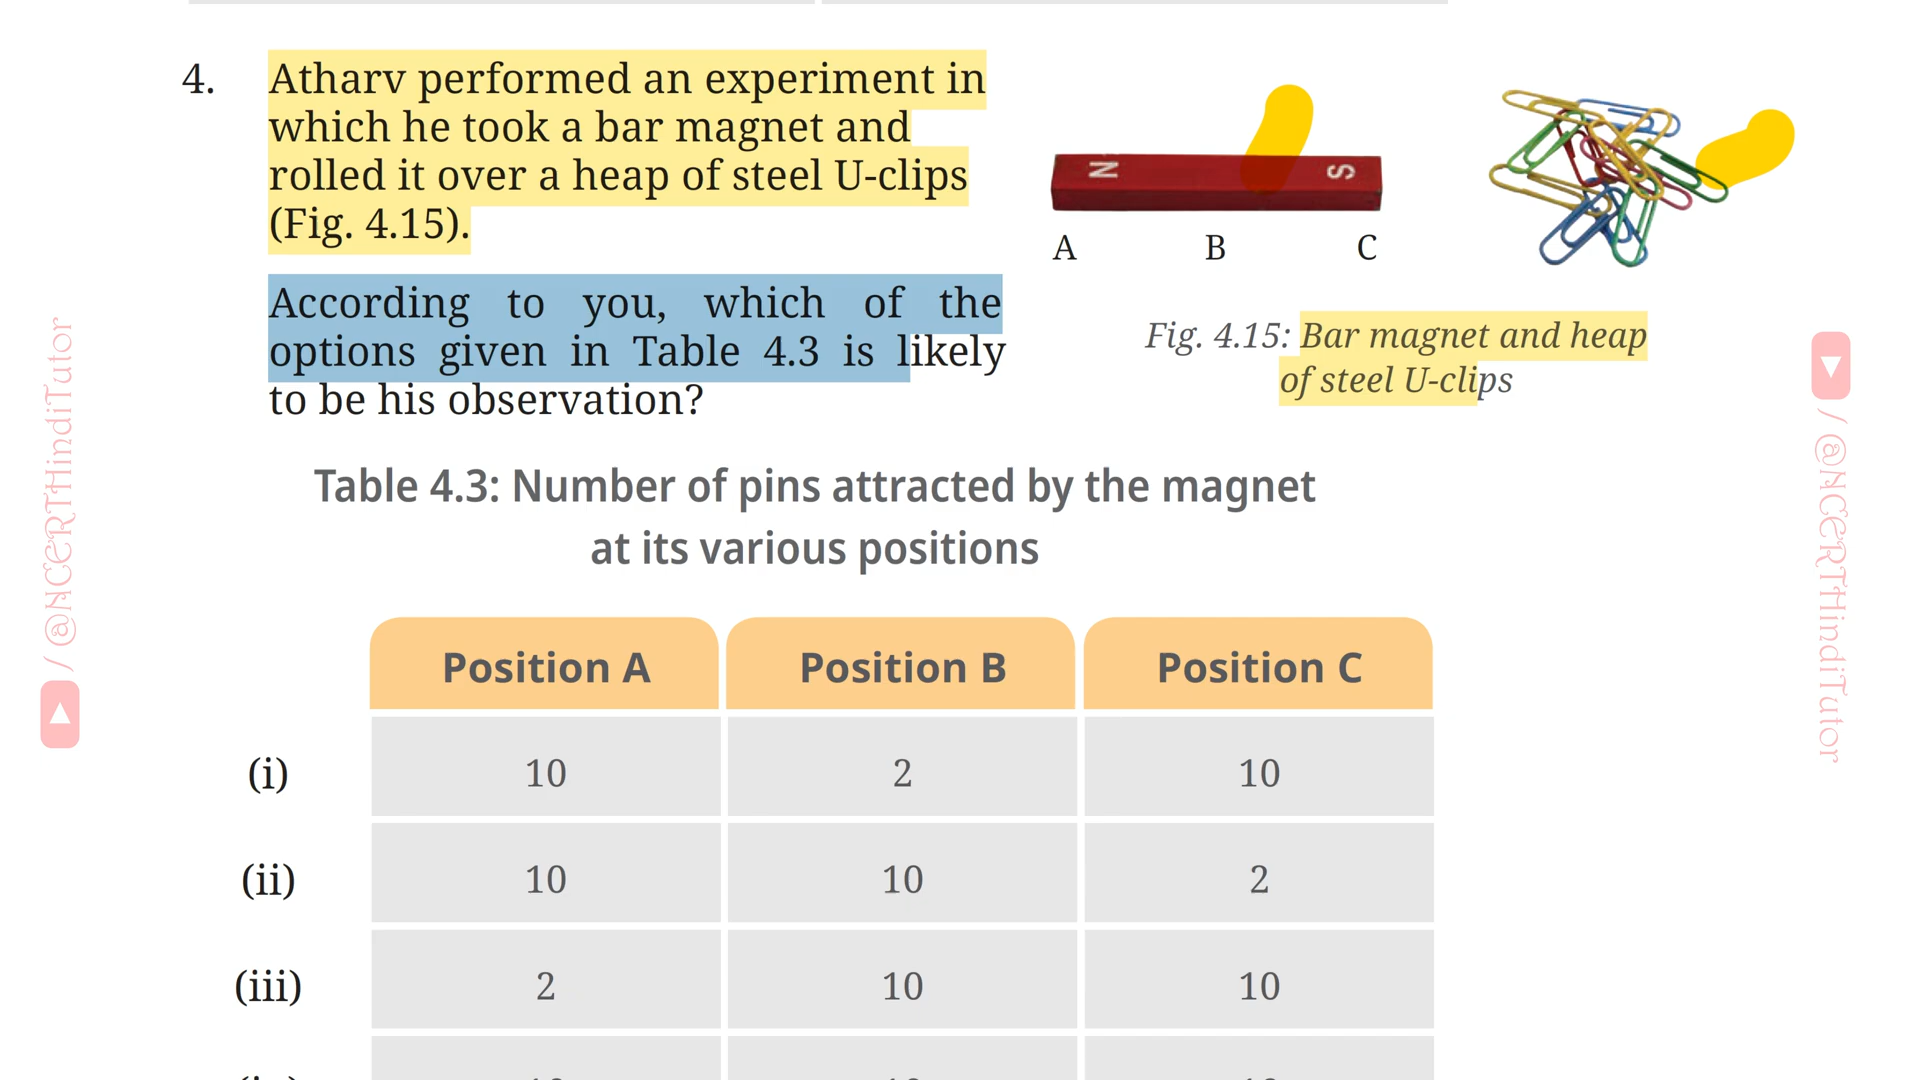 4. Atharv performed an experiment in
which he took a bar magnet and
rolled it over a heap of steel U-clips
(Fig. 4.15).
According to you, which of the
options given in Table 4.3 is likely
to be his observation?
N S
A B C
Fig. 4.15: Bar magnet and heap
of steel U-clips
Table 4.3: Number of pins attracted by the magnet
at its various positions
Position A Position B Position C
(i) 10 2 10
(ii) 10 10 2
(iii) 2 10 10
/ @NCERTHindiTutor
/ @NCERTHindiTutor